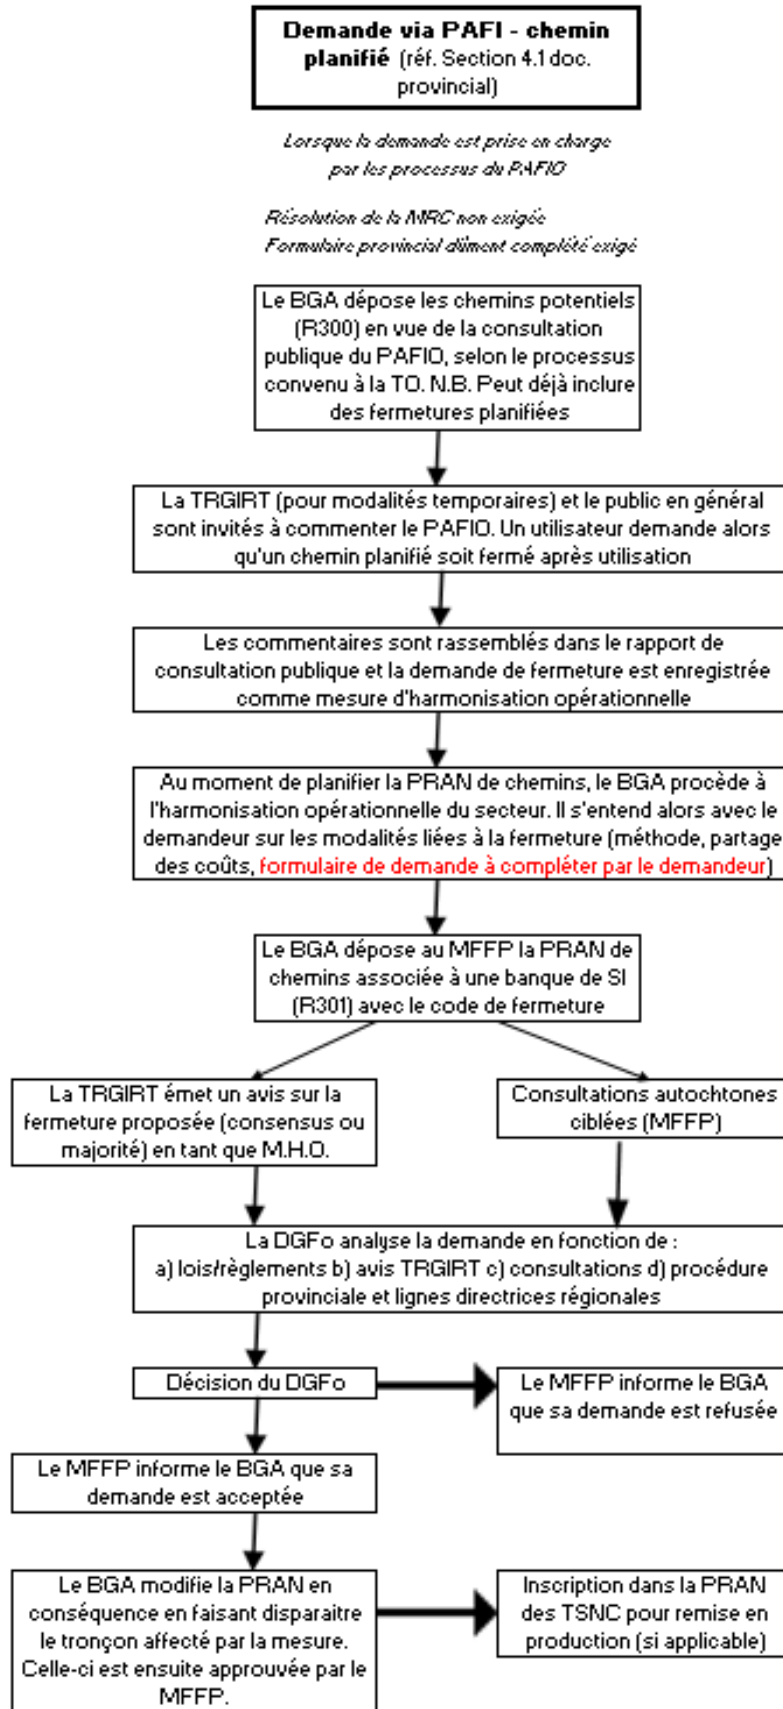 Demande via PAFI - chemin
planifié (réf. Section 4.1 doc.
provincial)
Lorsque la demande est prise en charge
par les processus du PAFIO
Résolution de la MRC non exigée
Formulaire provincial dûment complété exigé
Le BGA dépose les chemins potentiels
(R300) en vue de la consultation
publique du PAFIO, selon le processus
convenu à la TO. N.B. Peut déjà inclure
des fermetures planifiées
La TRGIRT (pour modalités temporaires) et le public en général
sont invités à commenter le PAFIO. Un utilisateur demande alors
qu'un chemin planifié soit fermé après utilisation
Les commentaires sont rassemblés dans le rapport de
consultation publique et la demande de fermeture est enregistrée
comme mesure d'harmonisation opérationnelle
Au moment de planifier la PRAN de chemins, le BGA procède à
l'harmonisation opérationnelle du secteur. Il s'entend alors avec le
demandeur sur les modalités liées à la fermeture (méthode, partage
des coûts, formulaire de demande à compléter par le demandeur)
Le BGA dépose au MFFP la PRAN de
chemins associée à une banque de SI
(R301) avec le code de fermeture
La TRGIRT émet un avis sur la
fermeture proposée (consensus ou
majorité) en tant que M.H.O.
Consultations autochtones
ciblées (MFFP)
La DGFo analyse la demande en fonction de :
a) lois/règlements b) avis TRGIRT c) consultations d) procédure
provinciale et lignes directrices régionales
Décision du DGFo
Le MFFP informe le BGA
que sa demande est refusée
Le MFFP informe le BGA que sa
demande est acceptée
Le BGA modifie la PRAN en
conséquence en faisant disparaitre
le tronçon affecté par la mesure.
Celle-ci est ensuite approuvée par le
MFFP.
Inscription dans la PRAN
des TSNC pour remise en
production (si applicable)